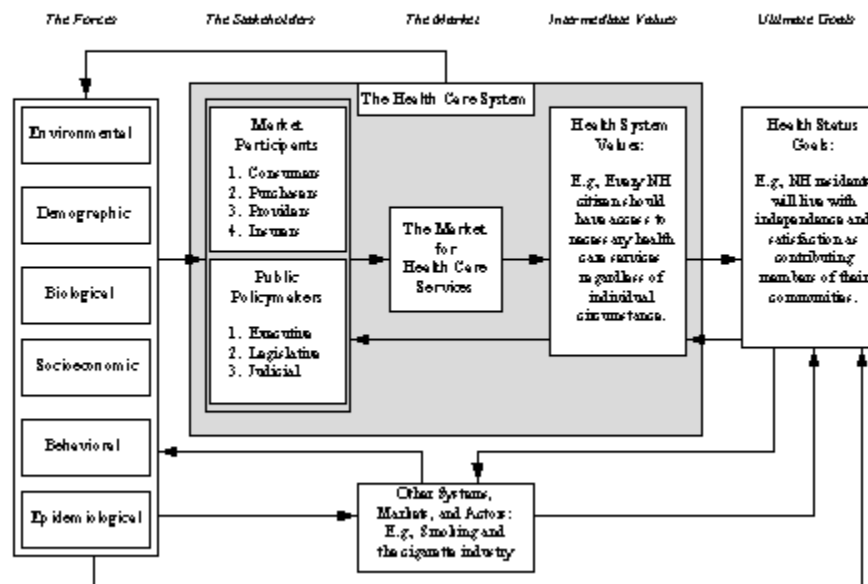 The Forces
The Stakeholders
The Market
Intermediate Values
Ultimate Goals
The Health Care System
Environmental
Demographic
Biological
Socioeconomic
Behavioral
Epidemiological
Market
Participants
1. Consumers
2. Purchasers
3. Providers
4. Insurers
Public
Policymakers
1. Executive
2. Legislative
3. Judicial
The Market
for
Health Care
Services
Health System
Values:
E.g., Every NH
citizen should
have access to
necessary health
care services
regardless of
individual
circumstance.
Health Status
Goals:
E.g., NH residents
will live with
independence and
satisfaction as
contributing
members of their
communities.
Other Systems,
Markets, and Actors:
E.g., Smoking and
the cigarette industry